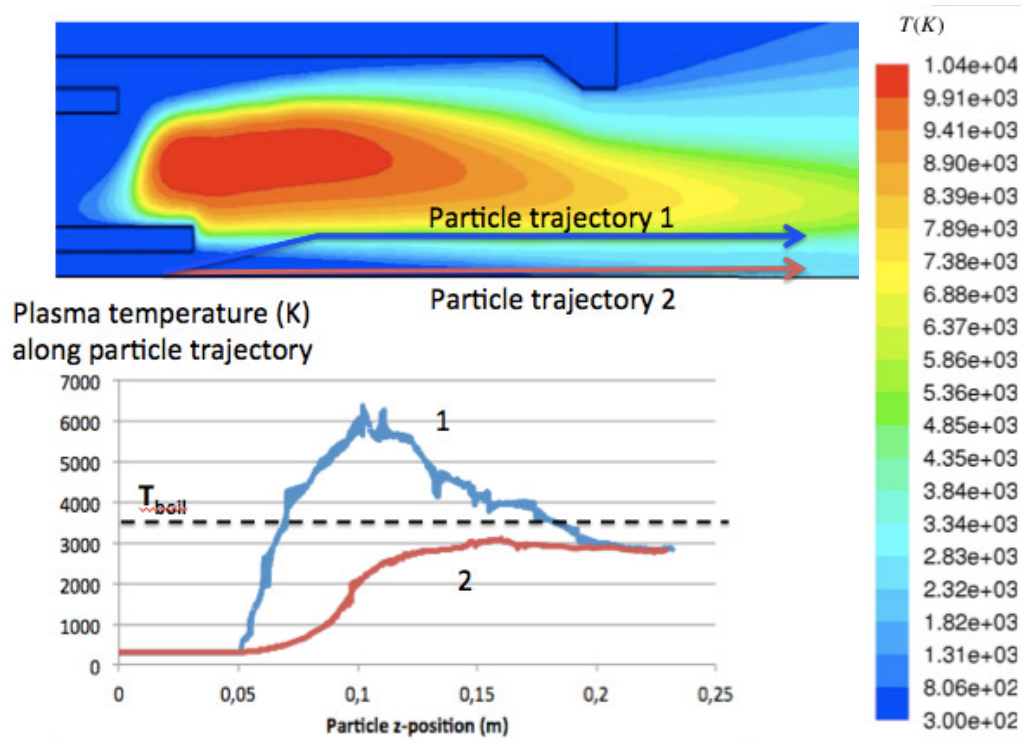 T(K)
1.04e+04
9.91e+03
9.41e+03
8.90e+03
8.39e+03
7.89e+03
7.38e+03
6.88e+03
6.37e+03
5.86e+03
5.36e+03
4.85e+03
4.35e+03
3.84e+03
3.34e+03
2.83e+03
2.32e+03
1.82e+03
1.31e+03
8.06e+02
3.00e+02
Particle trajectory 1
Particle trajectory 2
Plasma temperature (K)
along particle trajectory
7000
6000
5000
4000
3000
2000
1000
0
1
Tboil
2
0
0,05
0,1
0,15
0,2
0,25
Particle z-position (m)